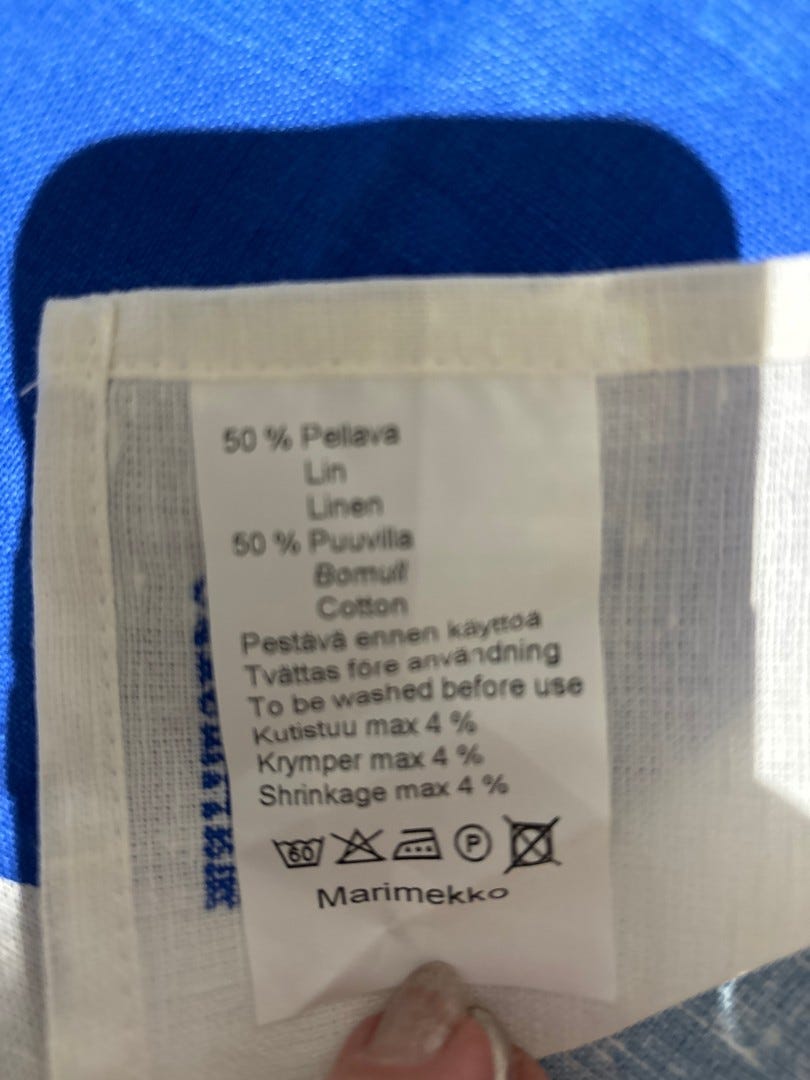 50 % Pellava
Lin
Linen
50 % Puuvilla
Bomull
Cotton
Pestävä ennen käyttöä
Tvättas före användning
To be washed before use
Kutistuu max 4 %
Krymper max 4 %
Shrinkage max 4 %
60 P
Marimekko